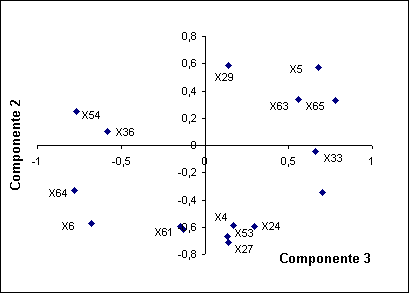 0,8
0,6
X29
X5
0,4
X63
X65
0,2
X54
X36
0
-1
-0,5
0
0,5
1
X33
-0,2
X64
-0,4
X6
X61
-0,6
X4
X24
X53
X27
-0,8
Componente 2
Componente 3